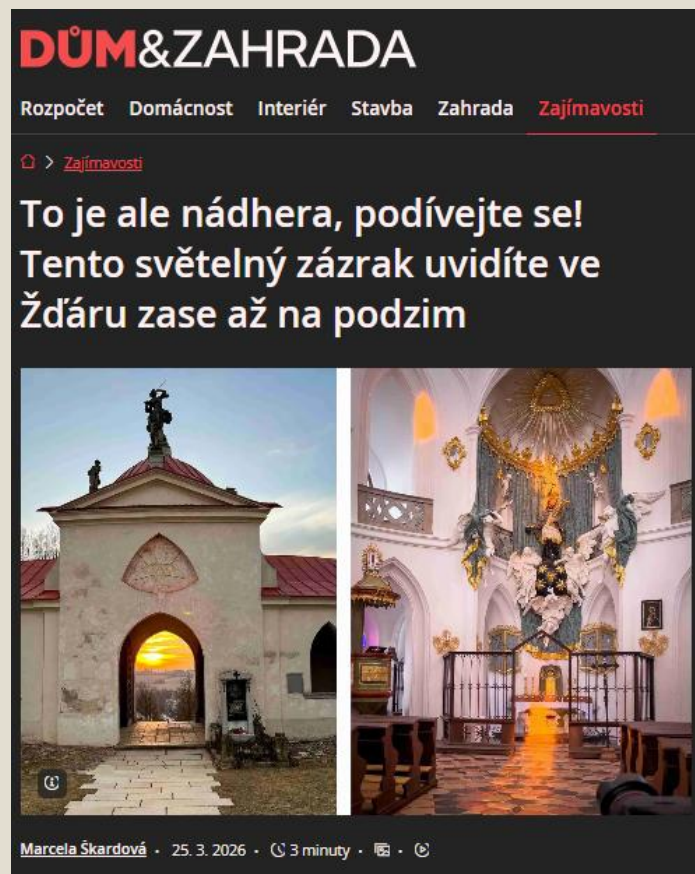 DŮM&ZAHRADA
Rozpočet Domácnost Interiér Stavba Zahrada Zajímavosti
Zajímavosti
To je ale nádhera, podívejte se!
Tento světelný zázrak uvidíte ve
Žďáru zase až na podzim
Marcela Škardová · 25. 3. 2026 · 3 minuty